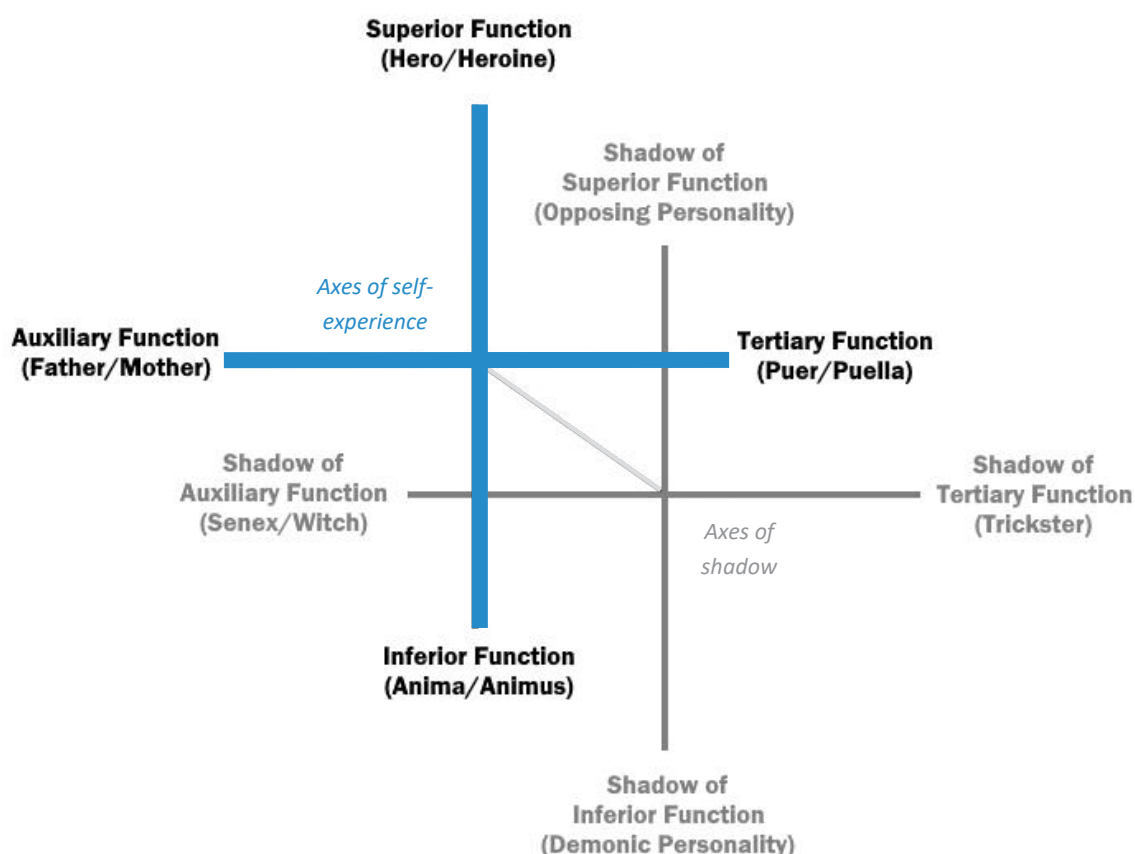 Superior Function
(Hero/Heroine)
Shadow of
Superior Function
(Opposing Personality)
Axes of self-
experience
Auxiliary Function
(Father/Mother)
Tertiary Function
(Puer/Puella)
Shadow of
Auxiliary Function
(Senex/Witch)
Shadow of
Tertiary Function
(Trickster)
Axes of
shadow
Inferior Function
(Anima/Animus)
Shadow of
Inferior Function
(Demonic Personality)